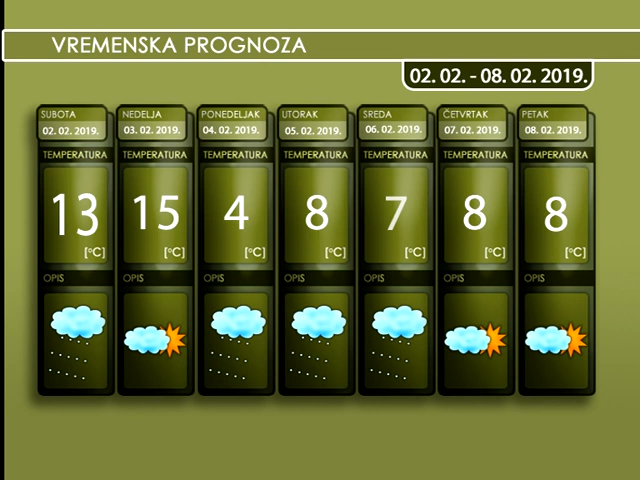 VREMENSKA PROGNOZA
02. 02. - 08. 02. 2019.
SUBOTA
02. 02. 2019.
TEMPERATURA
13
[°C]
OPIS
NEDELJA
03. 02. 2019.
TEMPERATURA
15
[°C]
OPIS
PONEDELJAK
04. 02. 2019.
TEMPERATURA
4
[°C]
OPIS
UTORAK
05. 02. 2019.
TEMPERATURA
8
[°C]
OPIS
SREDA
06. 02. 2019.
TEMPERATURA
7
[°C]
OPIS
ČETVRTAK
07. 02. 2019.
TEMPERATURA
8
[°C]
OPIS
PETAK
08. 02. 2019.
TEMPERATURA
8
[°C]
OPIS